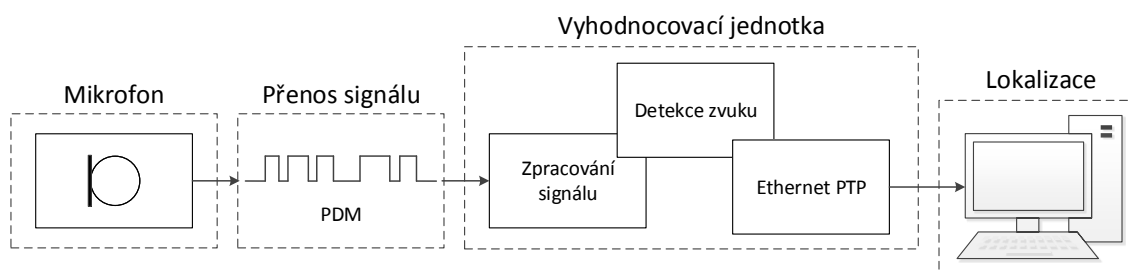 Vyhodnocovací jednotka
Mikrofon
Přenos signálu
Lokalizace
Detekce zvuku
Zpracování
signálu
Ethernet PTP
PDM